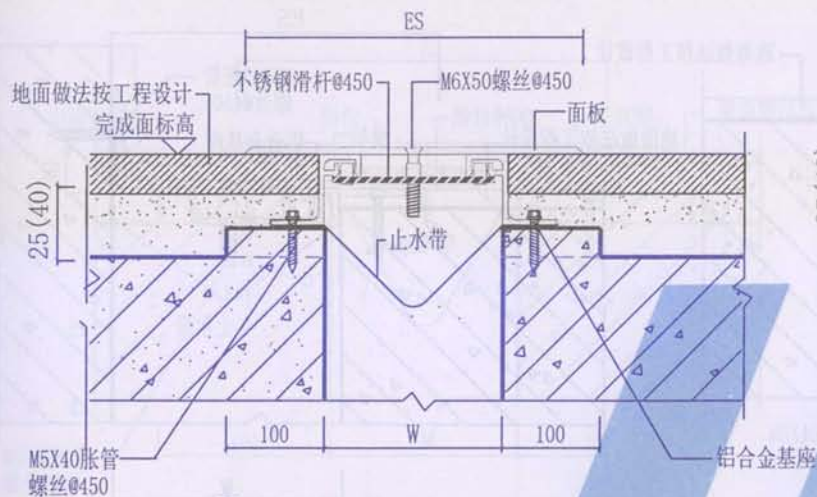 ES
不锈钢滑杆@450
M6X50螺丝@450
地面做法按工程设计
完成面标高
面板
25(40)
止水带
100
W
100
M5X40胀管
螺丝@450
铝合金基座